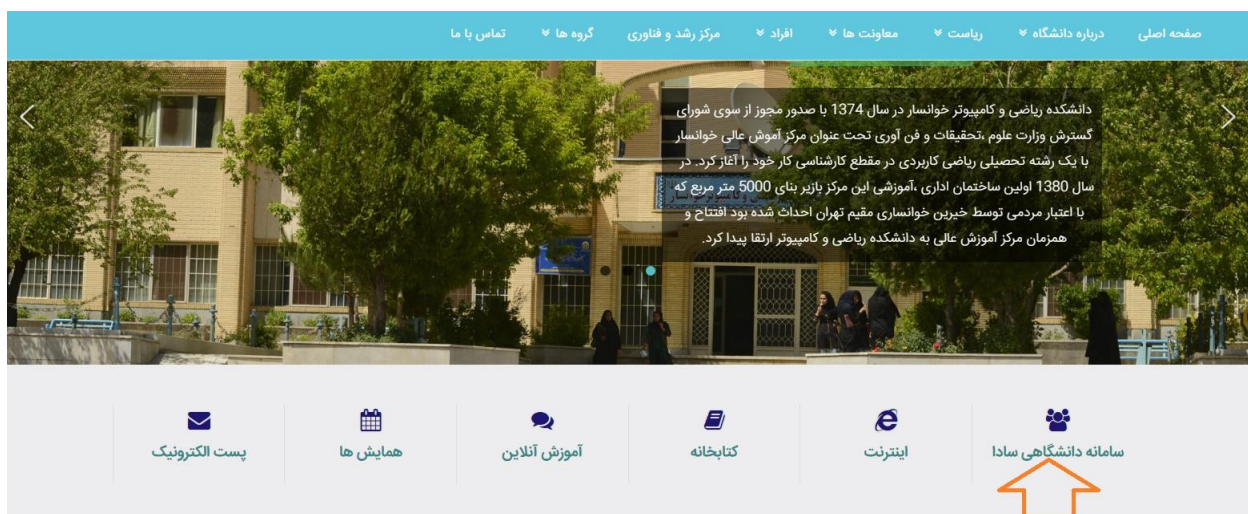 صفحه اصلی درباره دانشگاه ریاست معاونت ها افراد مرکز رشد و فناوری گروه ها تماس با ما
دانشکده ریاضی و کامپیوتر خوانسار در سال 1374 با صدور مجوز از سوی شورای
گسترش وزارت علوم ،تحقیقات و فن آوری تحت عنوان مرکز آموش عالی خوانسار
با یک رشته تحصیلی ریاضی کاربردی در مقطع کارشناسی کار خود را آغاز کرد. در
سال 1380 اولین ساختمان اداری ،آموزشی این مرکز بازیر بنای 5000 متر مربع که
با اعتبار مردمی توسط خیرین خوانساری مقیم تهران احداث شده بود افتتاح و
همزمان مرکز آموزش عالی به دانشکده ریاضی و کامپیوتر ارتقا پیدا کرد.
سامانه دانشگاهی سادا اینترنت کتابخانه آموزش آنلاین همایش ها پست الکترونیک